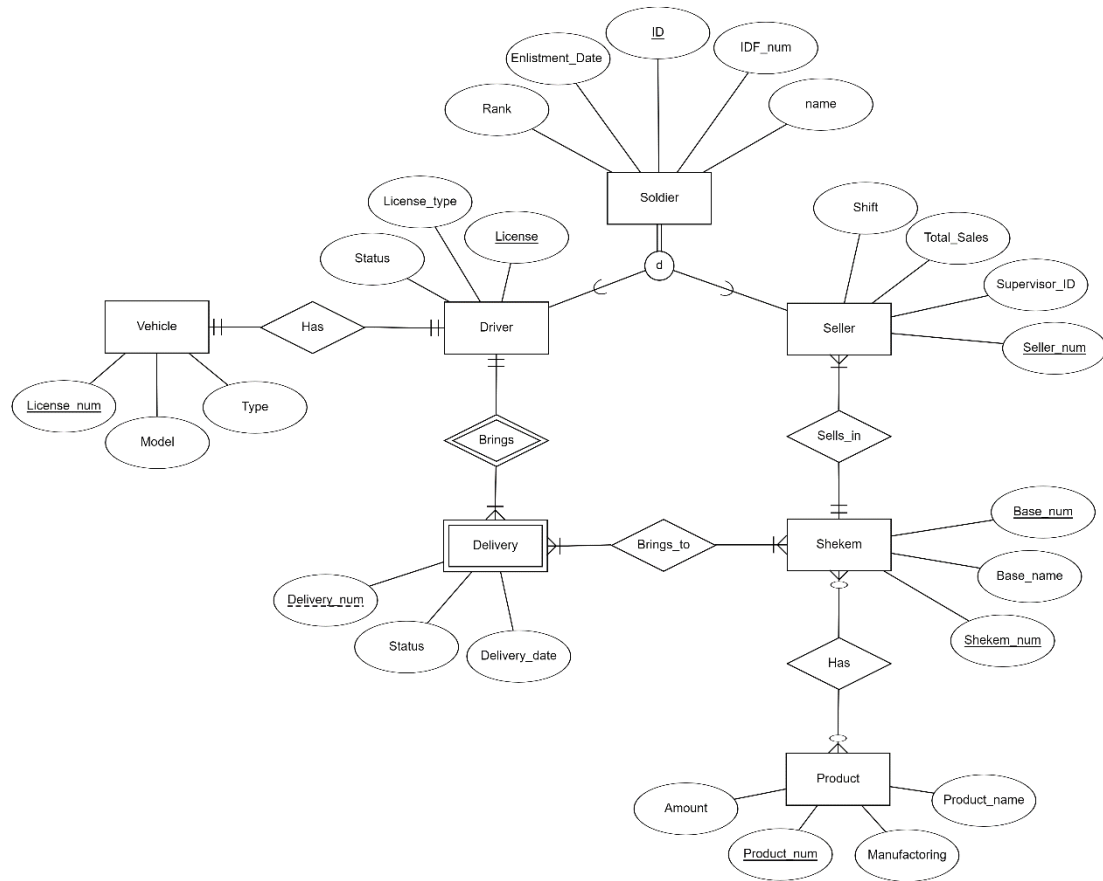 ID
Enlistment_Date
IDF_num
Rank
name
Soldier
License_type
License
Status
d
Shift
Total_Sales
Supervisor_ID
Seller_num
Vehicle
Has
Driver
Seller
License_num
Model
Type
Brings
Sells_in
Delivery
Brings_to
Shekem
Base_num
Base_name
Shekem_num
Delivery_num
Status
Delivery_date
Has
Product
Amount
Product_num
Manufactoring
Product_name